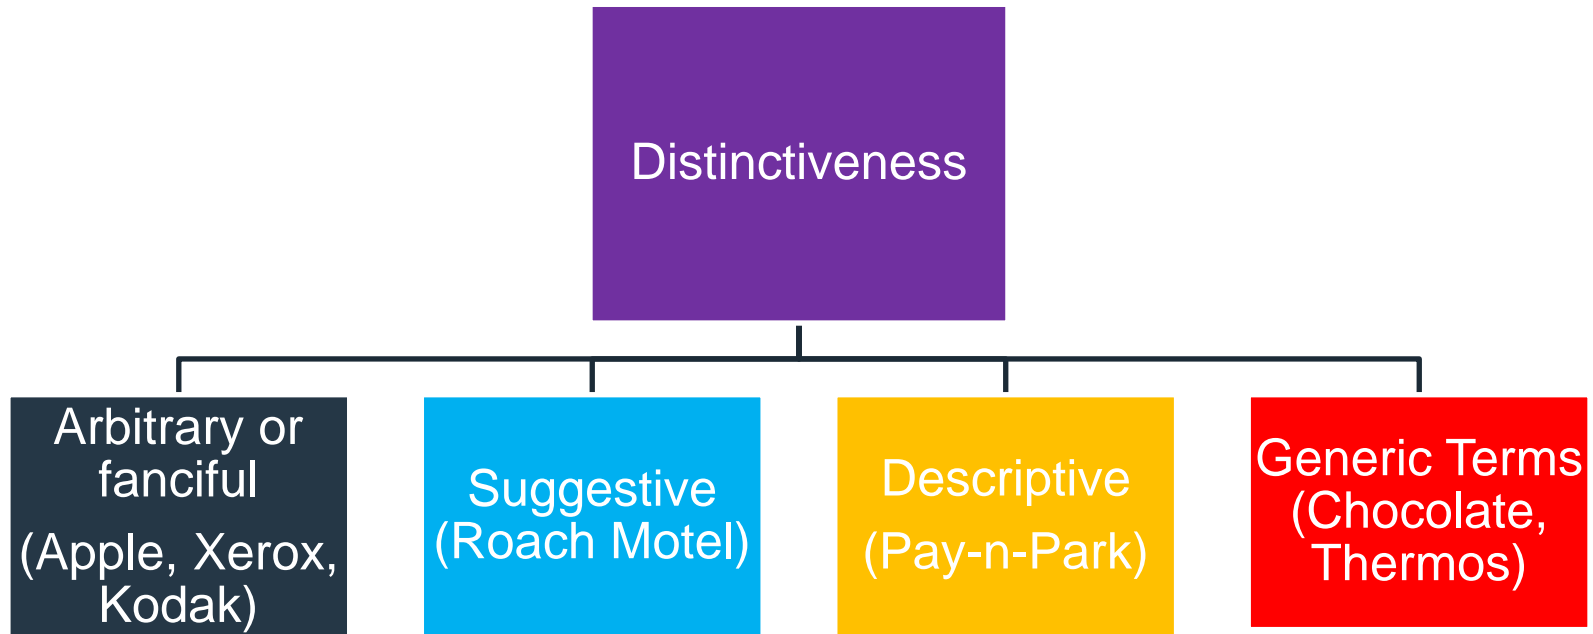 Distinctiveness
Arbitrary or
fanciful
(Apple, Xerox,
Kodak)
Suggestive
(Roach Motel)
Descriptive
(Pay-n-Park)
Generic Terms
(Chocolate,
Thermos)